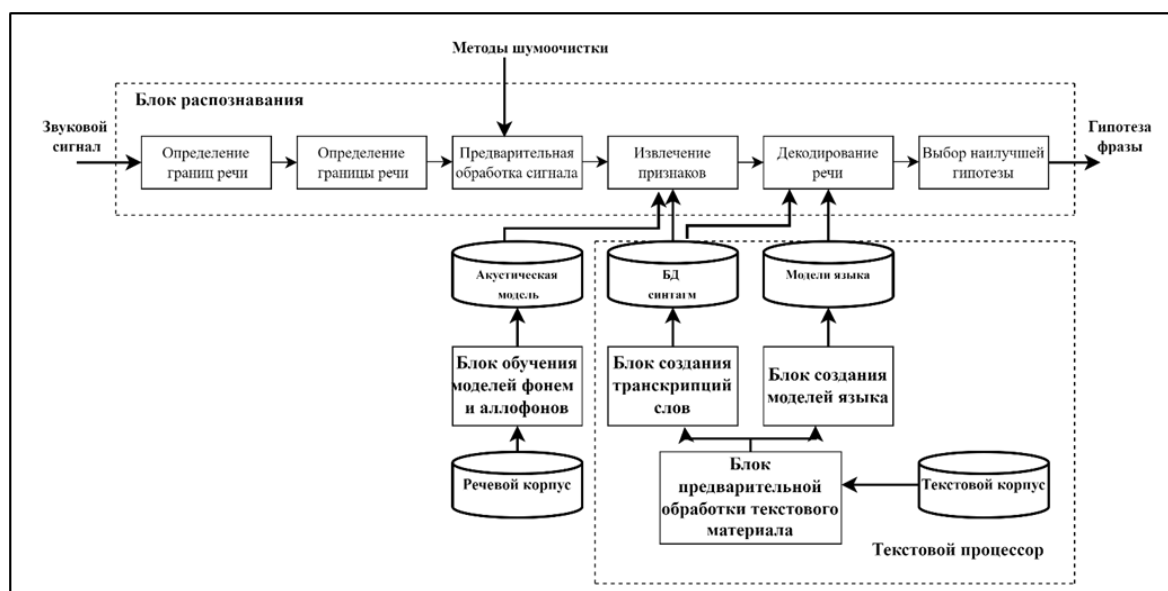 Методы шумоочистки
Блок распознавания
Звуковой
сигнал
Определение
границ речи
Определение
границы речи
Предварительная
обработка сигнала
Извлечение
признаков
Декодирование
речи
Выбор наилучшей
гипотезы
Гипотеза
фразы
Акустическая
модель
БД
синтагм
Модели языка
Блок обучения
моделей фонем
и аллофонов
Блок создания
транскрипций
слов
Блок создания
моделей языка
Речевой корпус
Блок
предварительной
обработки текстового
материала
Текстовой корпус
Текстовой процессор